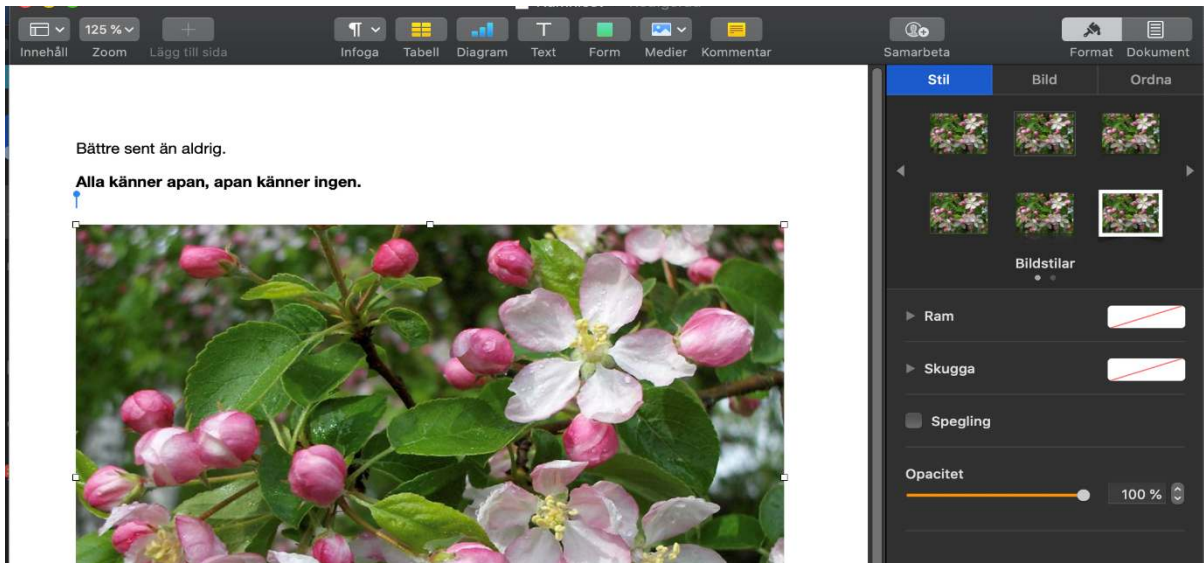 125 %
Innehåll Zoom Lägg till sida Infoga Tabell Diagram Text Form Medier Kommentar Samarbeta Format Dokument
Stil Bild Ordna
Bättre sent än aldrig.
Alla känner apan, apan känner ingen.
Bildstilar
Ram
Skugga
Spegling
Opacitet
100 %